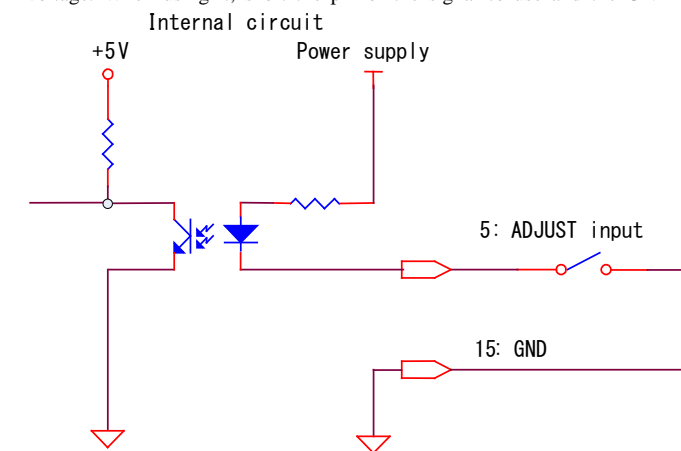 Internal circuit
+5V
Power supply
5: ADJUST input
15: GND